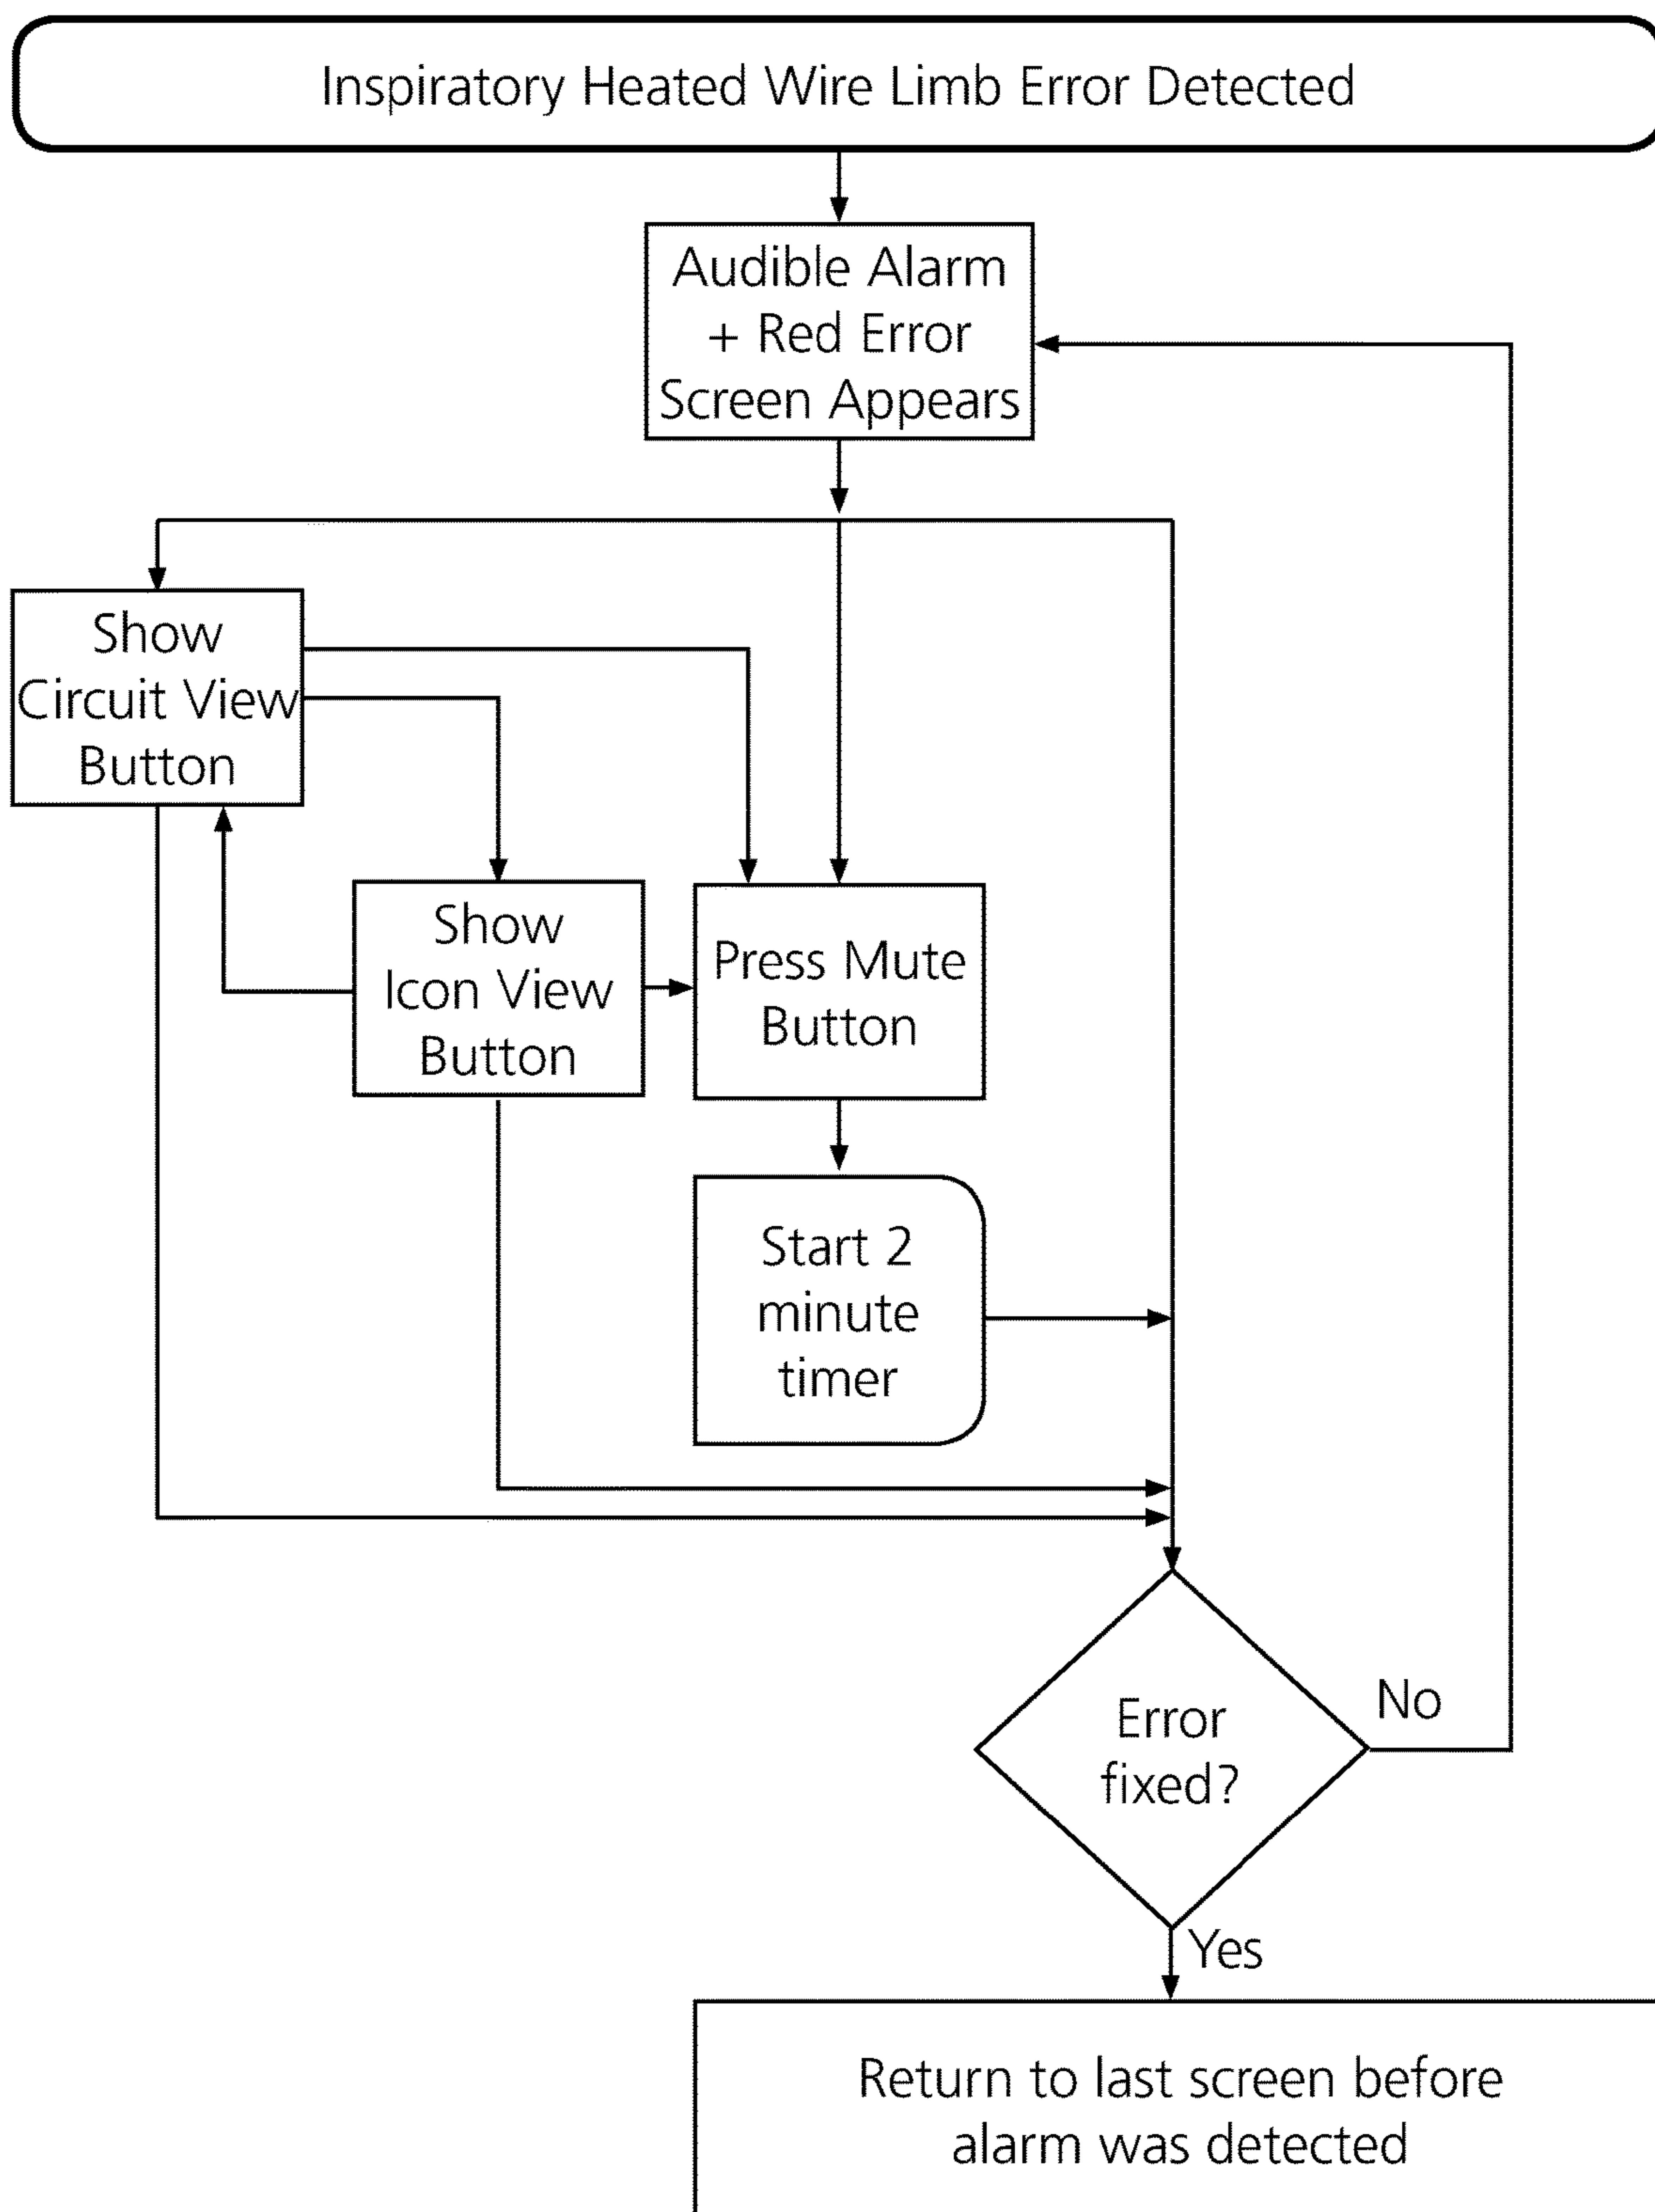 Inspiratory Heated Wire Limb Error Detected
Audible Alarm
+ Red Error
Screen Appears
Show
Circuit View
Button
Show
Icon View
Button
Press Mute
Button
Start 2
minute
timer
Error
fixed?
No
Yes
Return to last screen before
alarm was detected